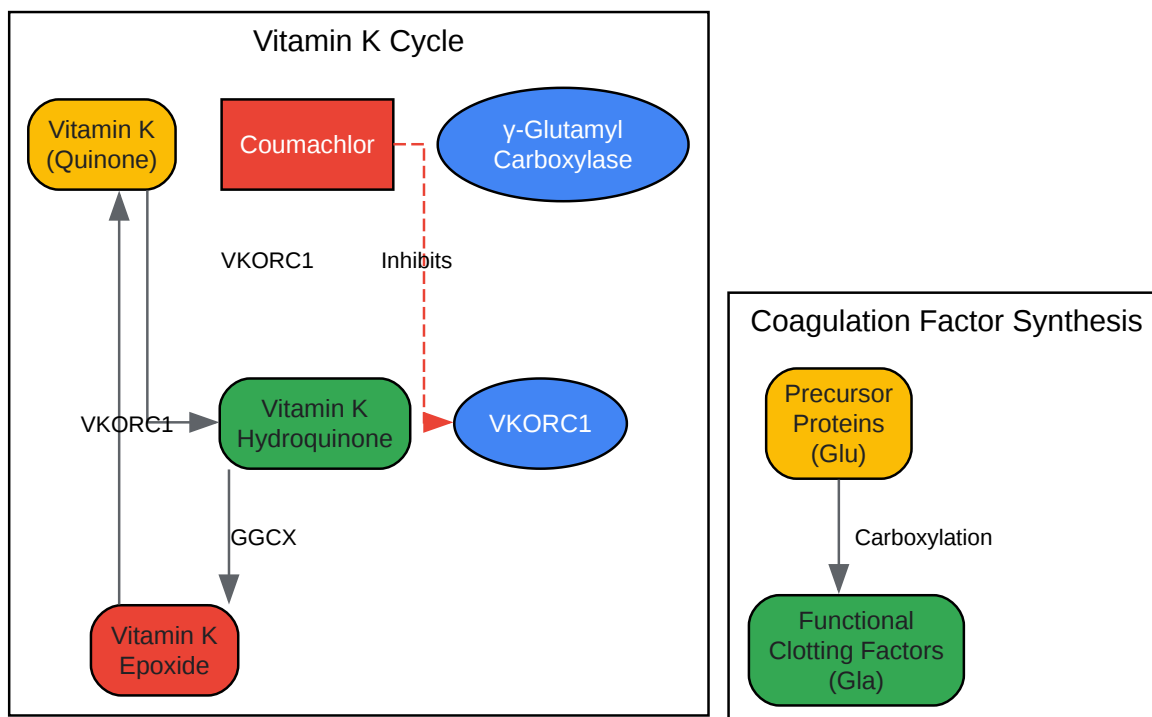 Vitamin K Cycle
Vitamin K
(Quinone)
Coumachlor
γ-Glutamyl
Carboxylase
VKORC1
Inhibits
VKORC1
Vitamin K
Hydroquinone
VKORC1
GGCX
Vitamin K
Epoxide
Coagulation Factor Synthesis
Precursor
Proteins
(Glu)
Carboxylation
Functional
Clotting Factors
(Gla)